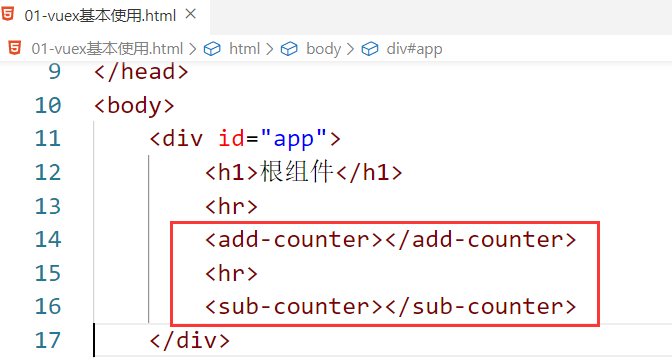 01-vuex基本使用.html ×
01-vuex基本使用.html > html > body > div#app
9 </head>
10 <body>
11 <div id="app">
12 <h1>根组件</h1>
13 <hr>
14 <add-counter></add-counter>
15 <hr>
16 <sub-counter></sub-counter>
17 </div>